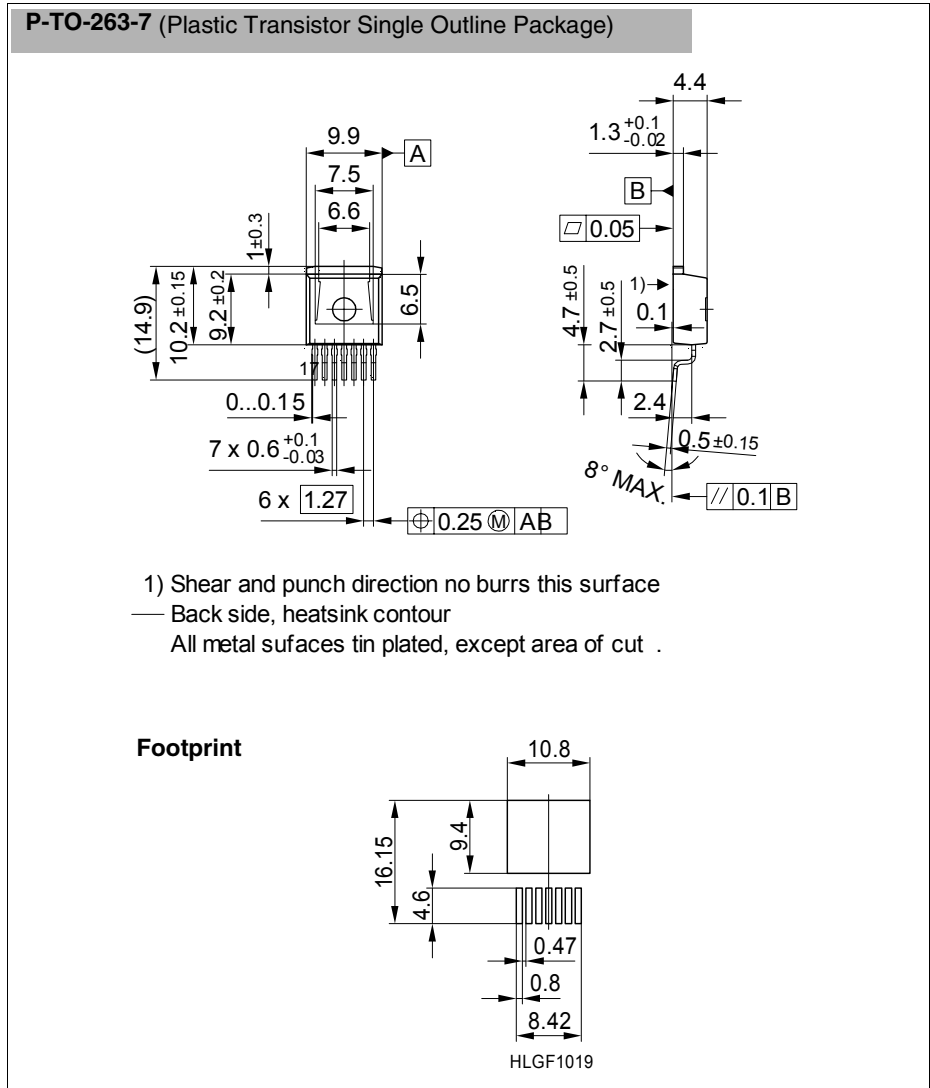 P-TO-263-7 (Plastic Transistor Single Outline Package)
4.4
1.3 +0.1 -0.02
9.9
A
7.5
B
6.6
0.05
1±0.3
1)
(14.9)
10.2 ±0.15
9.2 ±0.2
6.5
4.7 ±0.5
2.7 ±0.5
0.1
17
0...0.15
2.4
7 x 0.6 +0.1 -0.03
0.5 ±0.15
8° MAX.
6 x 1.27
// 0.1 B
0.25 Ⓜ AB
1) Shear and punch direction no burrs this surface
Back side, heatsink contour
All metal sufaces tin plated, except area of cut .
Footprint
10.8
16.15
9.4
4.6
0.47
0.8
8.42
HLGF1019